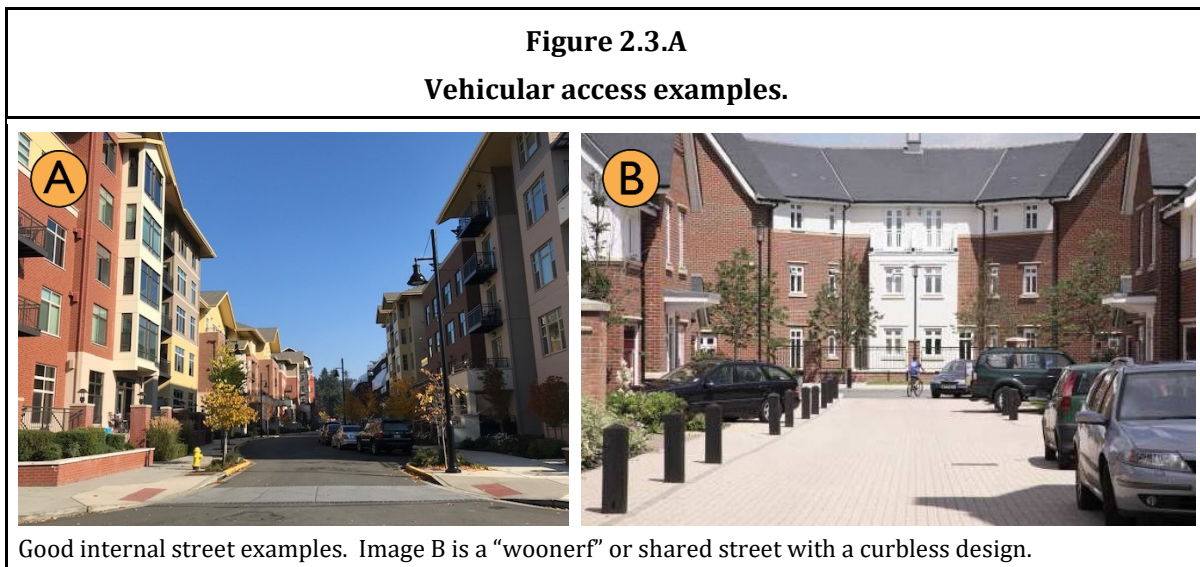 Figure 2.3.A
Vehicular access examples.
A
B
Good internal street examples.  Image B is a “woonerf” or shared street with a curbless design.